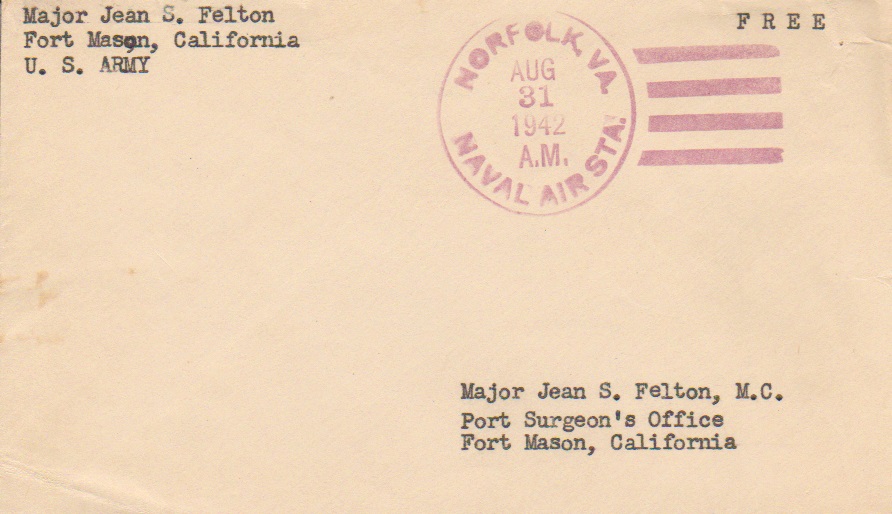 Major Jean S. Felton
Fort Mason, California
U. S. ARMY
FREE
NORFOLK, VA.
AUG
31
1942
A.M.
NAVAL AIR STA.
Major Jean S. Felton, M.C.
Port Surgeon's Office
Fort Mason, California